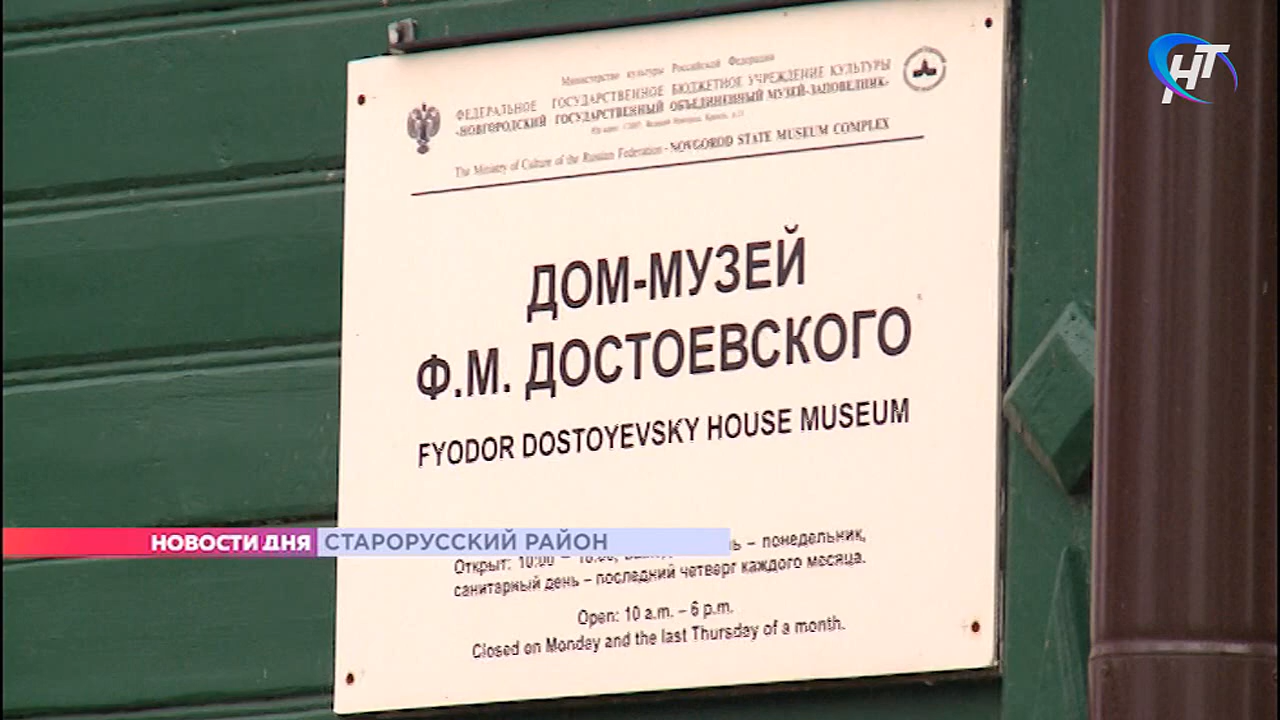 НТ
Министерство культуры Российской Федерации
ФЕДЕРАЛЬНОЕ ГОСУДАРСТВЕННОЕ БЮДЖЕТНОЕ УЧРЕЖДЕНИЕ КУЛЬТУРЫ
«НОВГОРОДСКИЙ ГОСУДАРСТВЕННЫЙ ОБЪЕДИНЕННЫЙ МУЗЕЙ-ЗАПОВЕДНИК»
The Ministry of Culture of the Russian Federation - NOVGOROD STATE MUSEUM COMPLEX
ДОМ-МУЗЕЙ
Ф.М. ДОСТОЕВСКОГО
FYODOR DOSTOYEVSKY HOUSE MUSEUM
НОВОСТИ ДНЯ СТАРОРУССКИЙ РАЙОН
Открыт: 10:00 – – понедельник,
санитарный день – последний четверг каждого месяца.
Open: 10 a.m. – 6 p.m.
Closed on Monday and the last Thursday of a month.